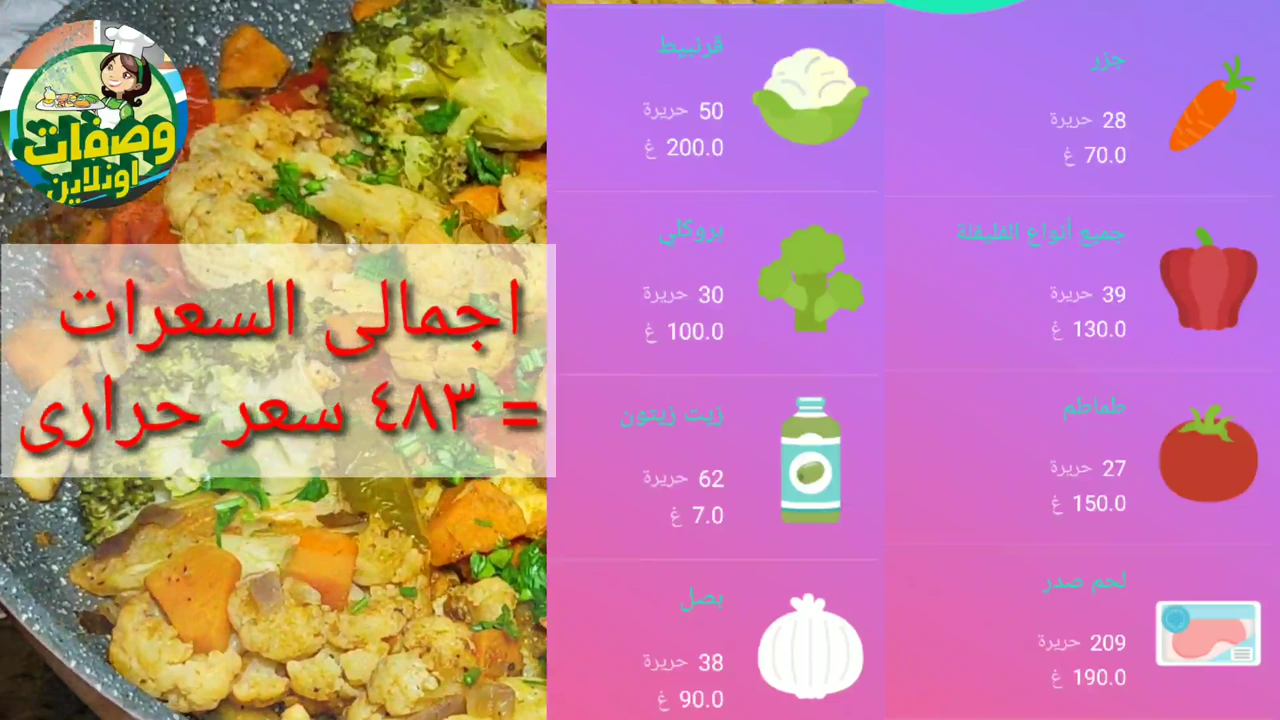 وصفات
اونلاين
اجمالى السعرات
= ٤٨٣ سعر حرارى
جزر
28 حريرة
70.0 غ
جميع أنواع الفليفلة
39 حريرة
130.0 غ
طماطم
27 حريرة
150.0 غ
لحم صدر
209 حريرة
190.0 غ
قرنبيط
50 حريرة
200.0 غ
بروكلي
30 حريرة
100.0 غ
زيت زيتون
62 حريرة
7.0 غ
بصل
38 حريرة
90.0 غ